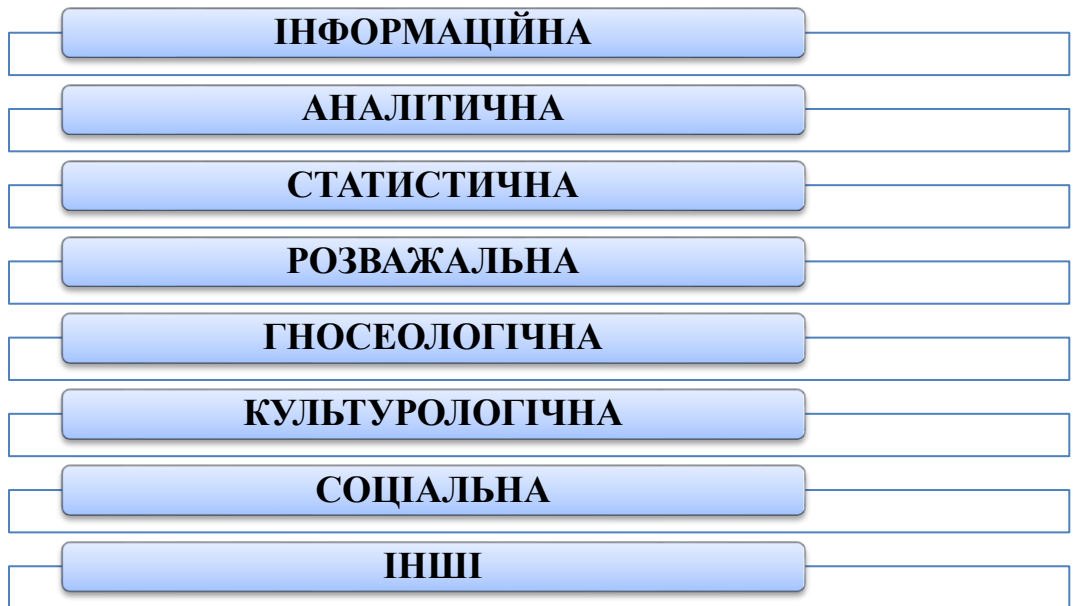 ІНФОРМАЦІЙНА
АНАЛІТИЧНА
СТАТИСТИЧНА
РОЗВАЖАЛЬНА
ГНОСЕОЛОГІЧНА
КУЛЬТУРОЛОГІЧНА
СОЦІАЛЬНА
ІНШІ